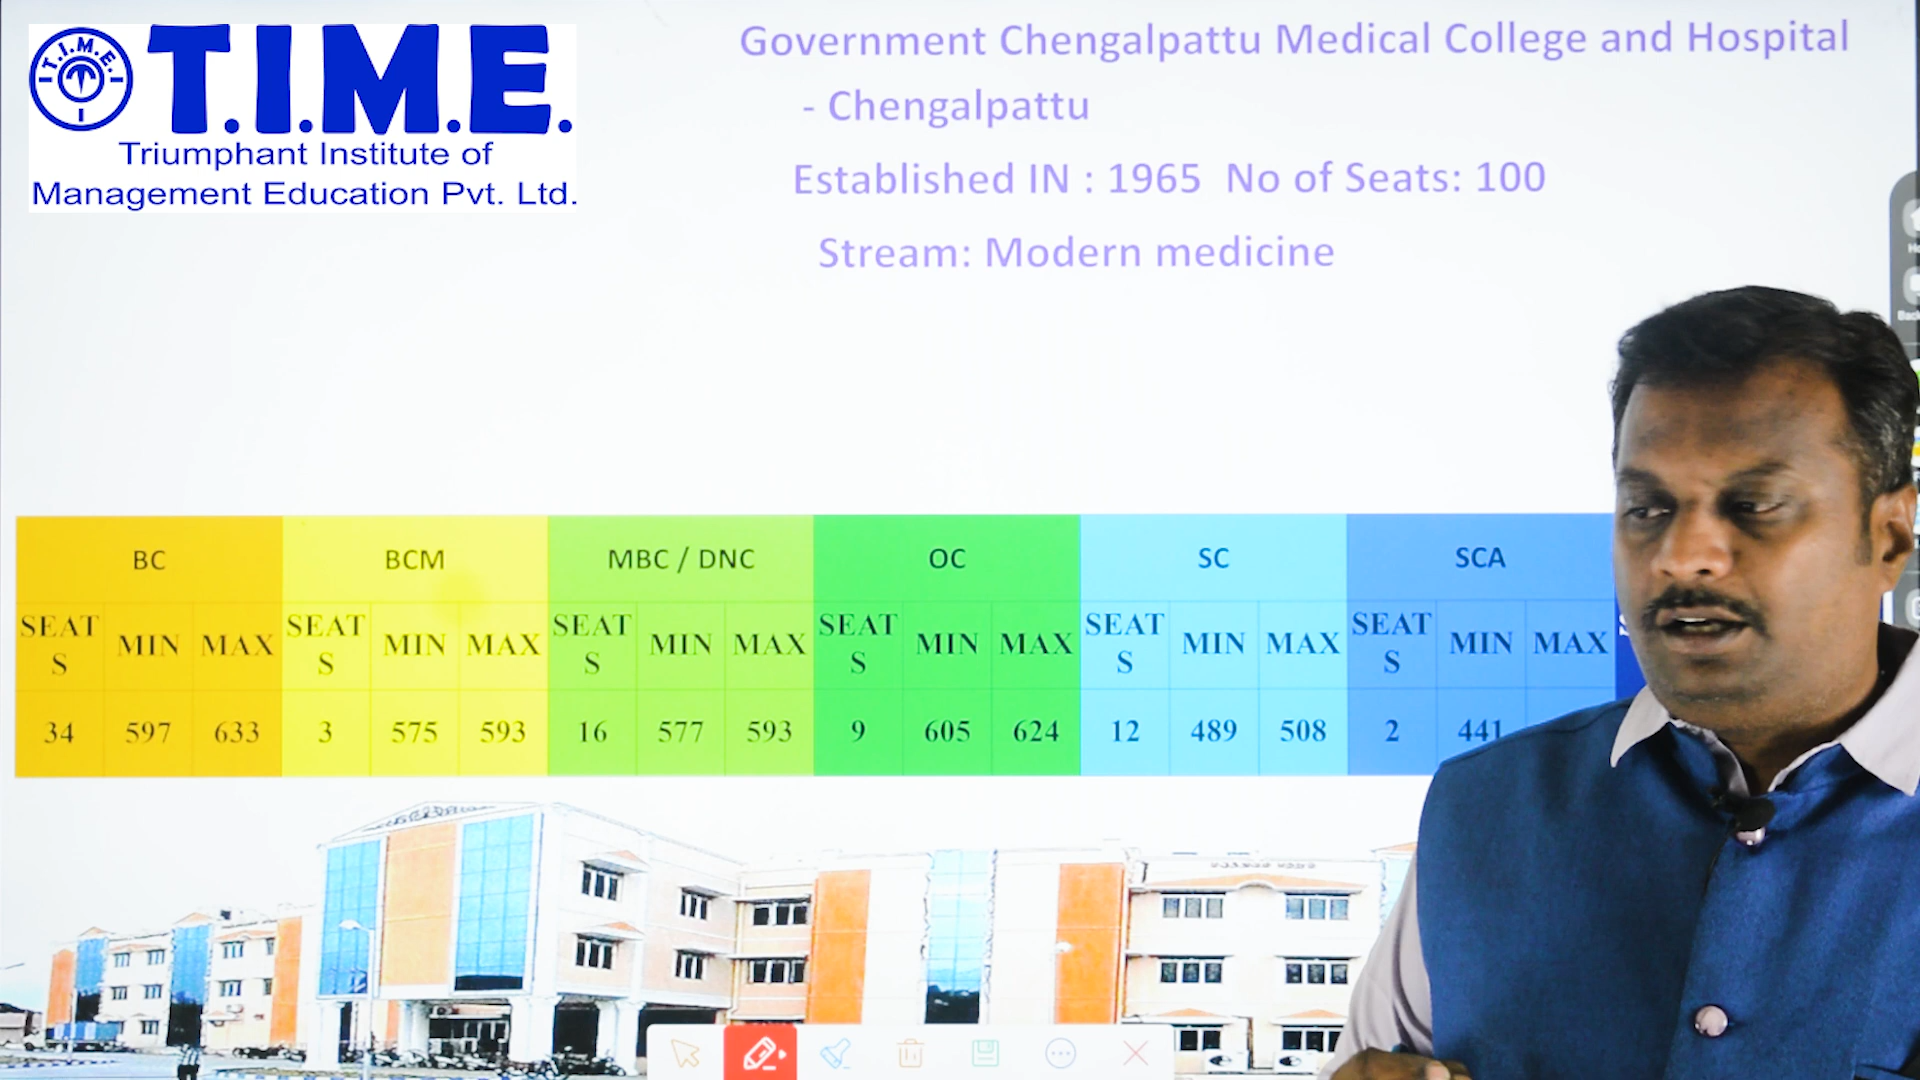 T.I.M.E.
T.I.M.E.
Triumphant Institute of
Management Education Pvt. Ltd.
Government Chengalpattu Medical College and Hospital
- Chengalpattu
Established IN : 1965 No of Seats: 100
Stream: Modern medicine
BC BCM MBC / DNC OC SC SCA
SEAT MIN MAX SEAT MIN MAX SEAT MIN MAX SEAT MIN MAX SEAT MIN MAX SEAT MIN MAX
S S S S S S
34 597 633 3 575 593 16 577 593 9 605 624 12 489 508 2 441